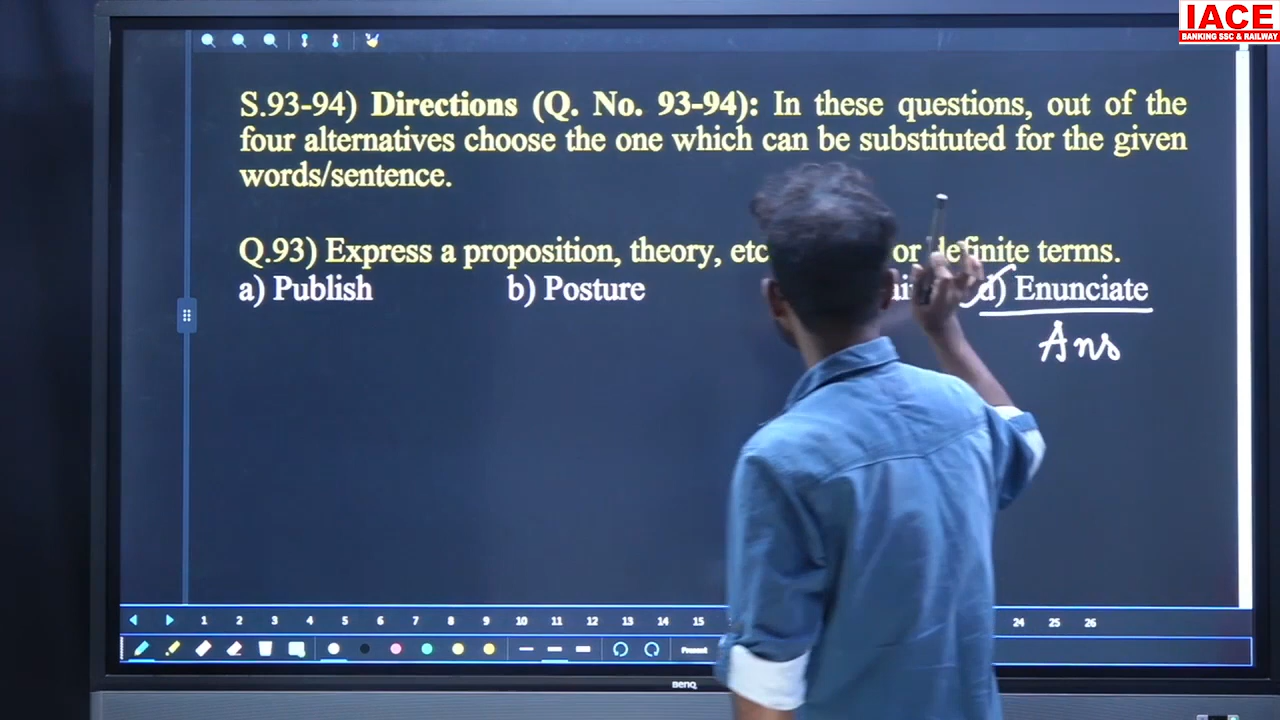 IACE
BANKING SSC & RAILWAY
S.93-94) Directions (Q. No. 93-94): In these questions, out of the
four alternatives choose the one which can be substituted for the given
words/sentence.
Q.93) Express a proposition, theory, etc or definite terms.
a) Publish b) Posture d) Enunciate
Ans
1 2 3 4 5 6 7 8 9 10 11 12 13 14 15 24 25 26
Present
BenQ